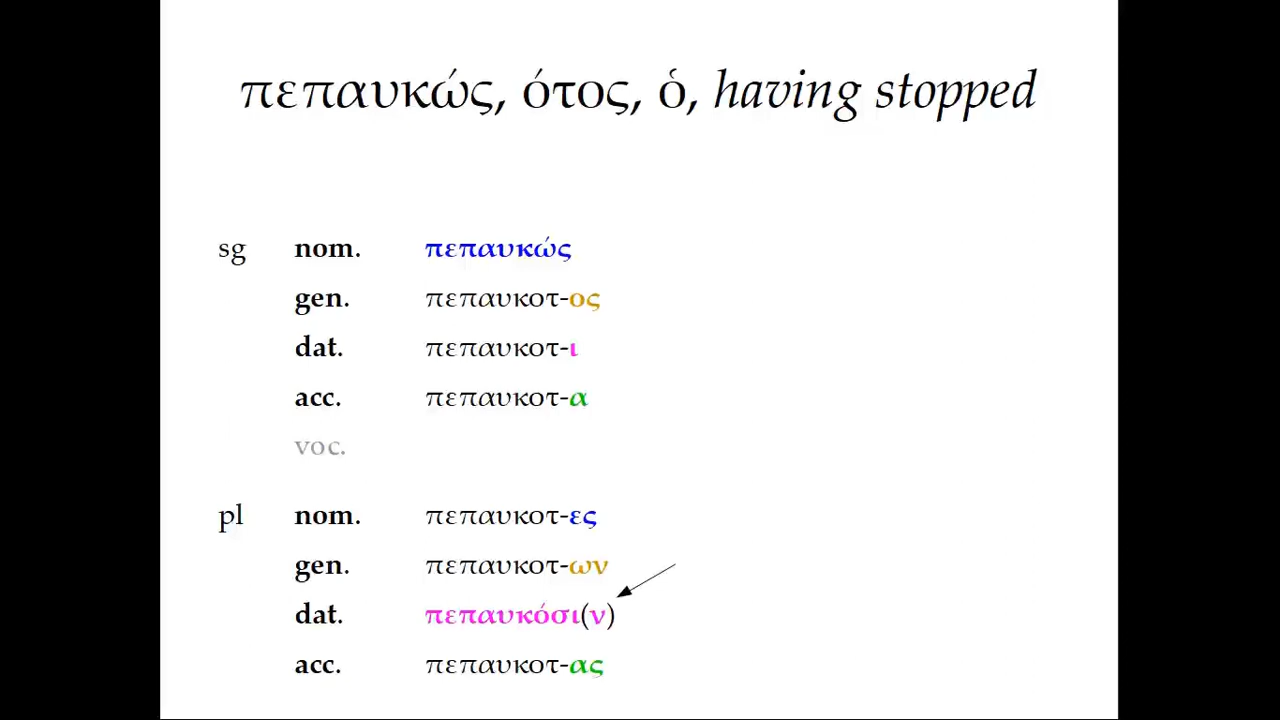 πεπαυκώς, ότος, ὁ, having stopped
sg nom. πεπαυκώς
gen. πεπαυκοτ-ος
dat. πεπαυκοτ-ι
acc. πεπαυκοτ-α
voc.
pl nom. πεπαυκοτ-ες
gen. πεπαυκοτ-ων
dat. πεπαυκόσι(ν)
acc. πεπαυκοτ-ας